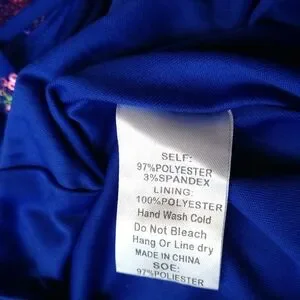 SELF:
97%POLYESTER
3%SPANDEX
LINING:
100%POLYESTER
Hand Wash Cold
Do Not Bleach
Hang Or Line dry
MADE IN CHINA
SOE:
97%POLIESTER